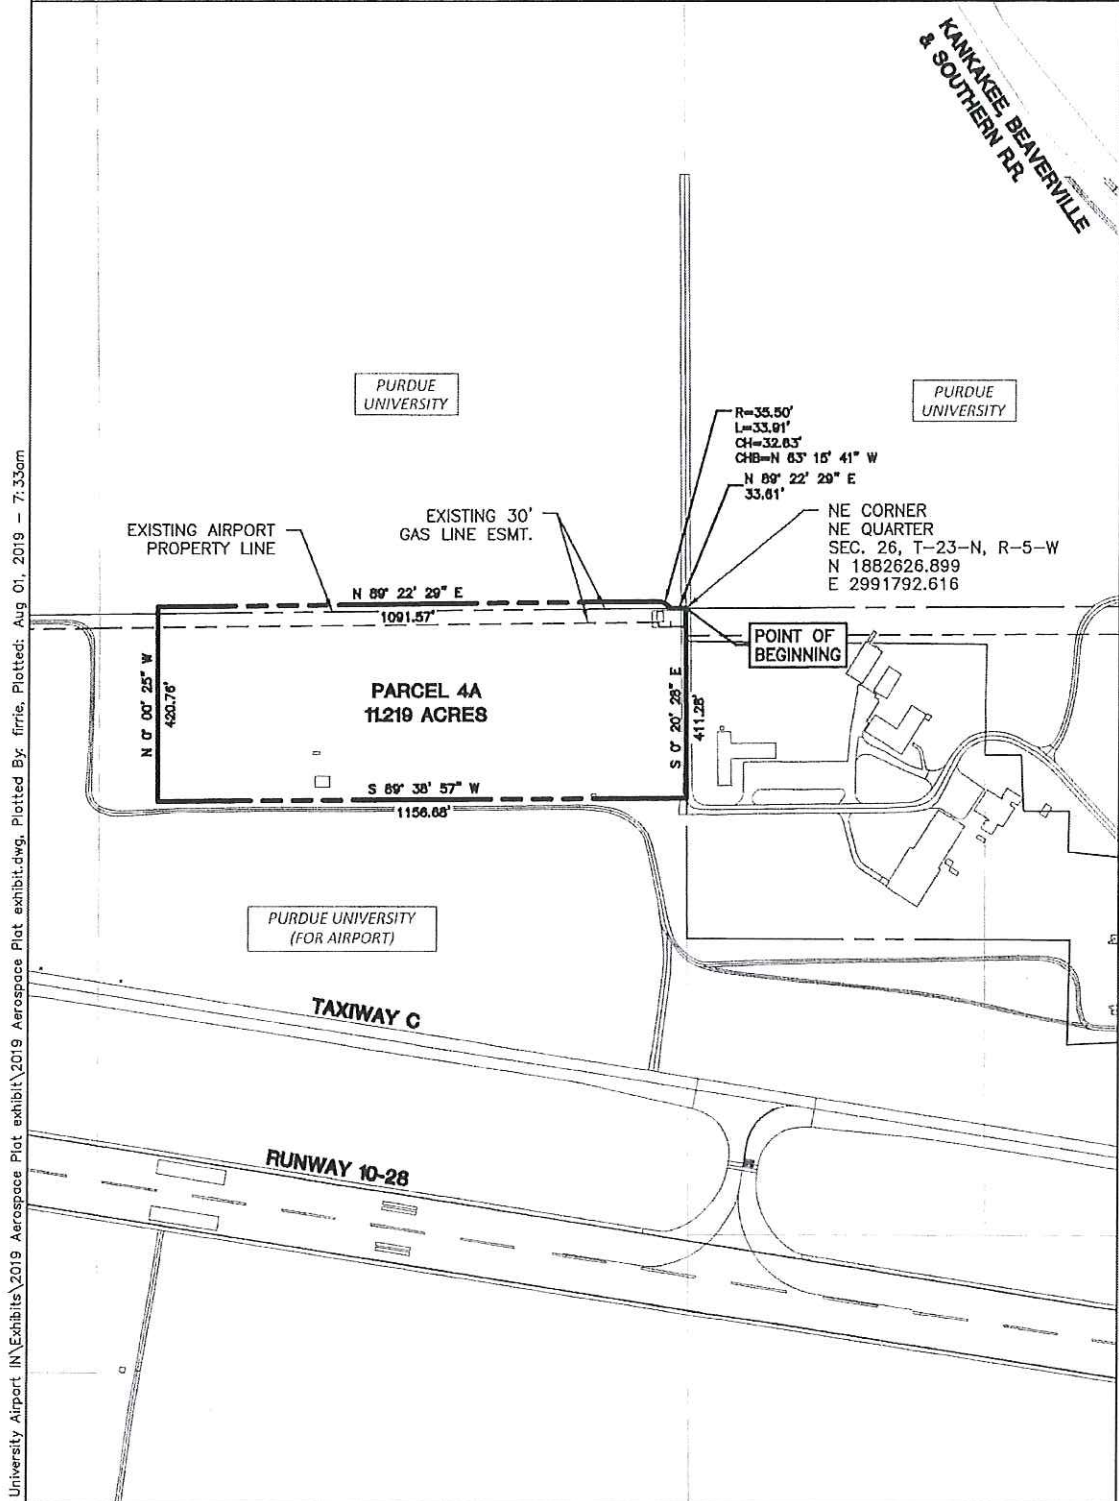 KANKAKEE, BEAVERVILLE
& SOUTHERN R.R.
PURDUE
UNIVERSITY
PURDUE
UNIVERSITY
R=35.50'
L=33.91'
CH=32.63'
CHB=N 63° 15' 41" W
N 89° 22' 29" E
33.61'
NE CORNER
NE QUARTER
SEC. 26, T-23-N, R-5-W
N 1882626.899
E 2991792.616
EXISTING AIRPORT
PROPERTY LINE
EXISTING 30'
GAS LINE ESMT.
N 89° 22' 29" E
1091.57'
POINT OF
BEGINNING
N 0° 00' 25" W
420.76'
PARCEL 4A
11.219 ACRES
S 0° 20' 28" E
411.28'
S 89° 38' 57" W
1156.68'
PURDUE UNIVERSITY
(FOR AIRPORT)
TAXIWAY C
RUNWAY 10-28
University Airport IN\Exhibits\2019 Aerospace Plat exhibit\2019 Aerospace Plat exhibit.dwg, Plotted By: firrie, Plotted: Aug 01, 2019 - 7:33am